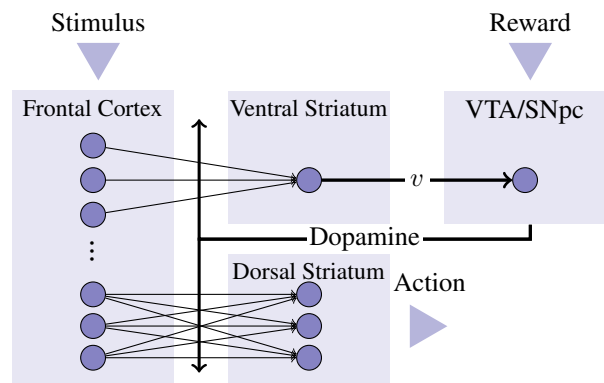 Stimulus
Reward
Frontal Cortex
Ventral Striatum
VTA/SNpc
v
Dopamine
Dorsal Striatum
Action